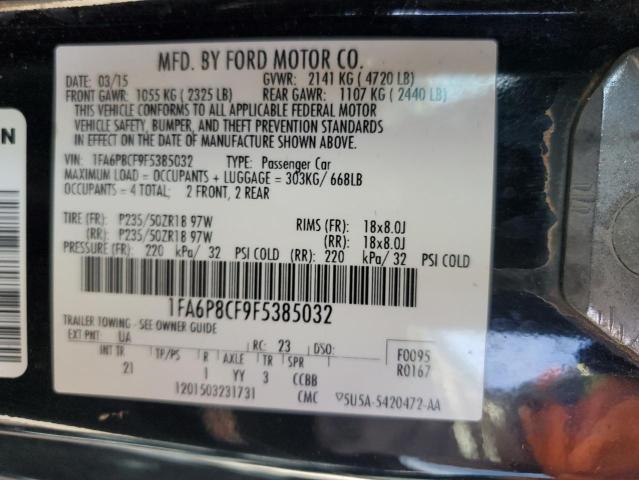 MFD. BY FORD MOTOR CO.
DATE: 03/15 GVWR: 2141 KG ( 4720 LB)
FRONT GAWR: 1055 KG ( 2325 LB) REAR GAWR: 1107 KG ( 2440 LB)
THIS VEHICLE CONFORMS TO ALL APPLICABLE FEDERAL MOTOR
VEHICLE SAFETY, BUMPER, AND THEFT PREVENTION STANDARDS
IN EFFECT ON THE DATE OF MANUFACTURE SHOWN ABOVE.
VIN: 1FA6P8CF9F5385032 TYPE: Passenger Car
MAXIMUM LOAD = OCCUPANTS + LUGGAGE = 303KG/ 668LB
OCCUPANTS = 4 TOTAL; 2 FRONT, 2 REAR
TIRE (FR): P235/50ZR18 97W RIMS (FR): 18x8.0J
(RR): P235/50ZR18 97W (RR): 18x8.0J
PRESSURE (FR): 220 kPa/ 32 PSI COLD (RR): 220 kPa/ 32 PSI COLD
1FA6P8CF9F5385032
TRAILER TOWING - SEE OWNER GUIDE
EXT PNT: UA RC: 23 DSO: F0095
INT TR TP/PS R AXLE TR SPR R0167
21 I YY 3 CCBB
1201503231731 CMC ▽5U5A-5420472-AA
N